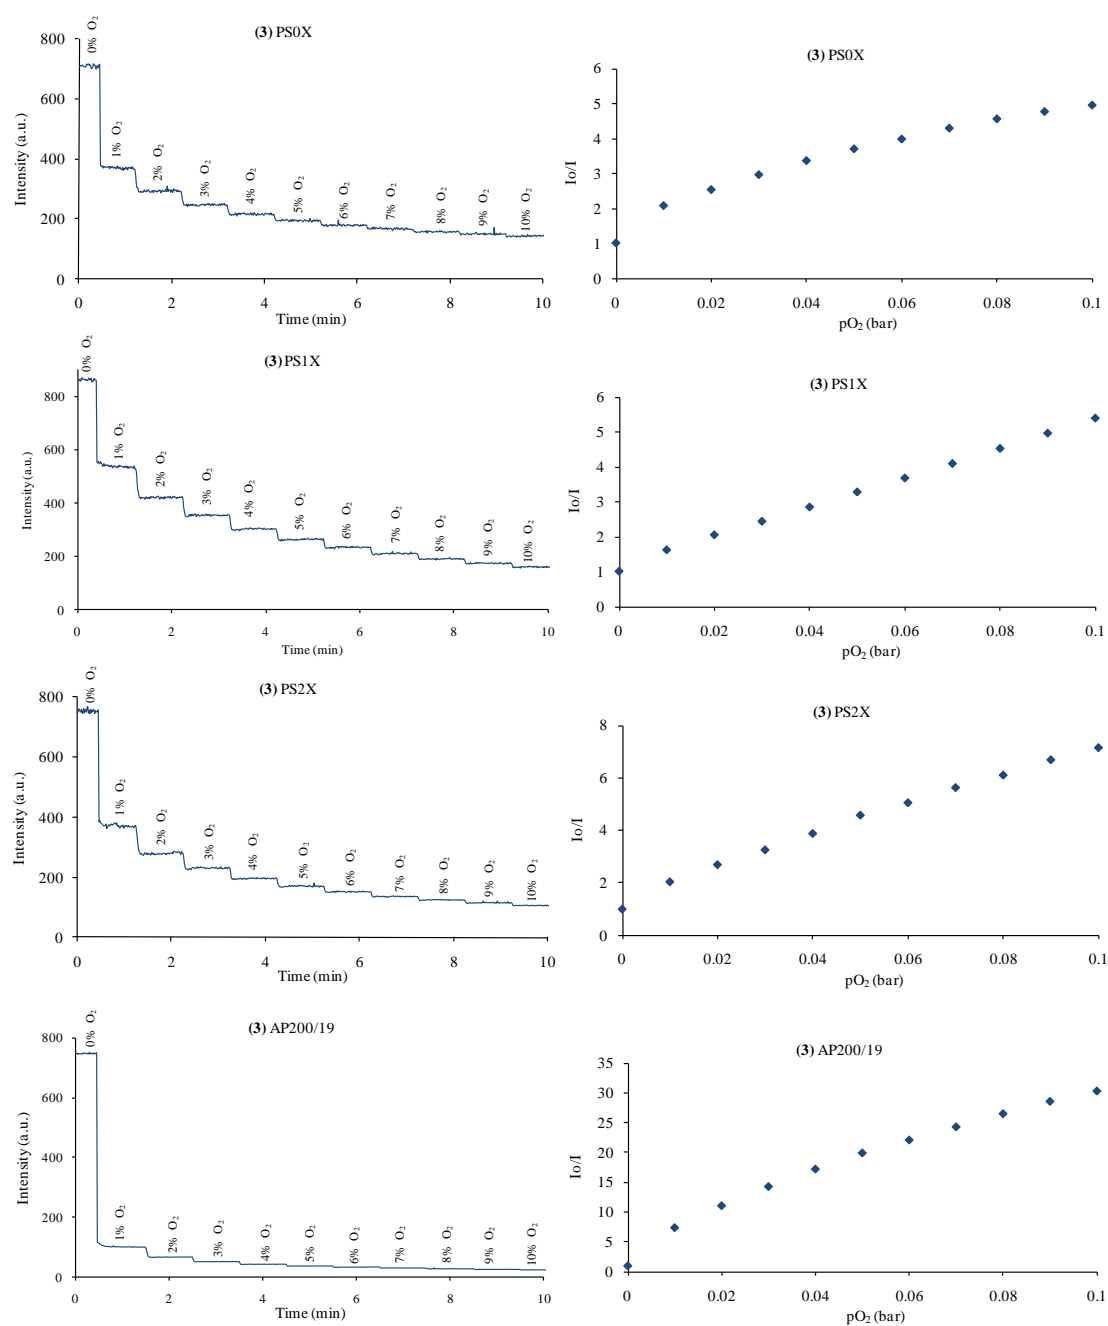 (3) PS0X
Intensity (a.u.)
800
600
400
200
0
0% O₂
1% O₂
2% O₂
3% O₂
4% O₂
5% O₂
6% O₂
7% O₂
8% O₂
9% O₂
10% O₂
0 2 4 6 8 10
Time (min)
(3) PS0X
Io/I
6
5
4
3
2
1
0
0 0.02 0.04 0.06 0.08 0.1
pO₂ (bar)
(3) PS1X
Intensity (a.u.)
800
600
400
200
0
0% O₂
1% O₂
2% O₂
3% O₂
4% O₂
5% O₂
6% O₂
7% O₂
8% O₂
9% O₂
10% O₂
0 2 4 6 8 10
Time (min)
(3) PS1X
Io/I
6
5
4
3
2
1
0
0 0.02 0.04 0.06 0.08 0.1
pO₂ (bar)
(3) PS2X
Intensity (a.u.)
800
600
400
200
0
0% O₂
1% O₂
2% O₂
3% O₂
4% O₂
5% O₂
6% O₂
7% O₂
8% O₂
9% O₂
10% O₂
0 2 4 6 8 10
Time (min)
(3) PS2X
Io/I
8
6
4
2
0
0 0.02 0.04 0.06 0.08 0.1
pO₂ (bar)
(3) AP200/19
Intensity (a.u.)
800
600
400
200
0
0% O₂
1% O₂
2% O₂
3% O₂
4% O₂
5% O₂
6% O₂
7% O₂
8% O₂
9% O₂
10% O₂
0 2 4 6 8 10
Time (min)
(3) AP200/19
Io/I
35
30
25
20
15
10
5
0
0 0.02 0.04 0.06 0.08 0.1
pO₂ (bar)